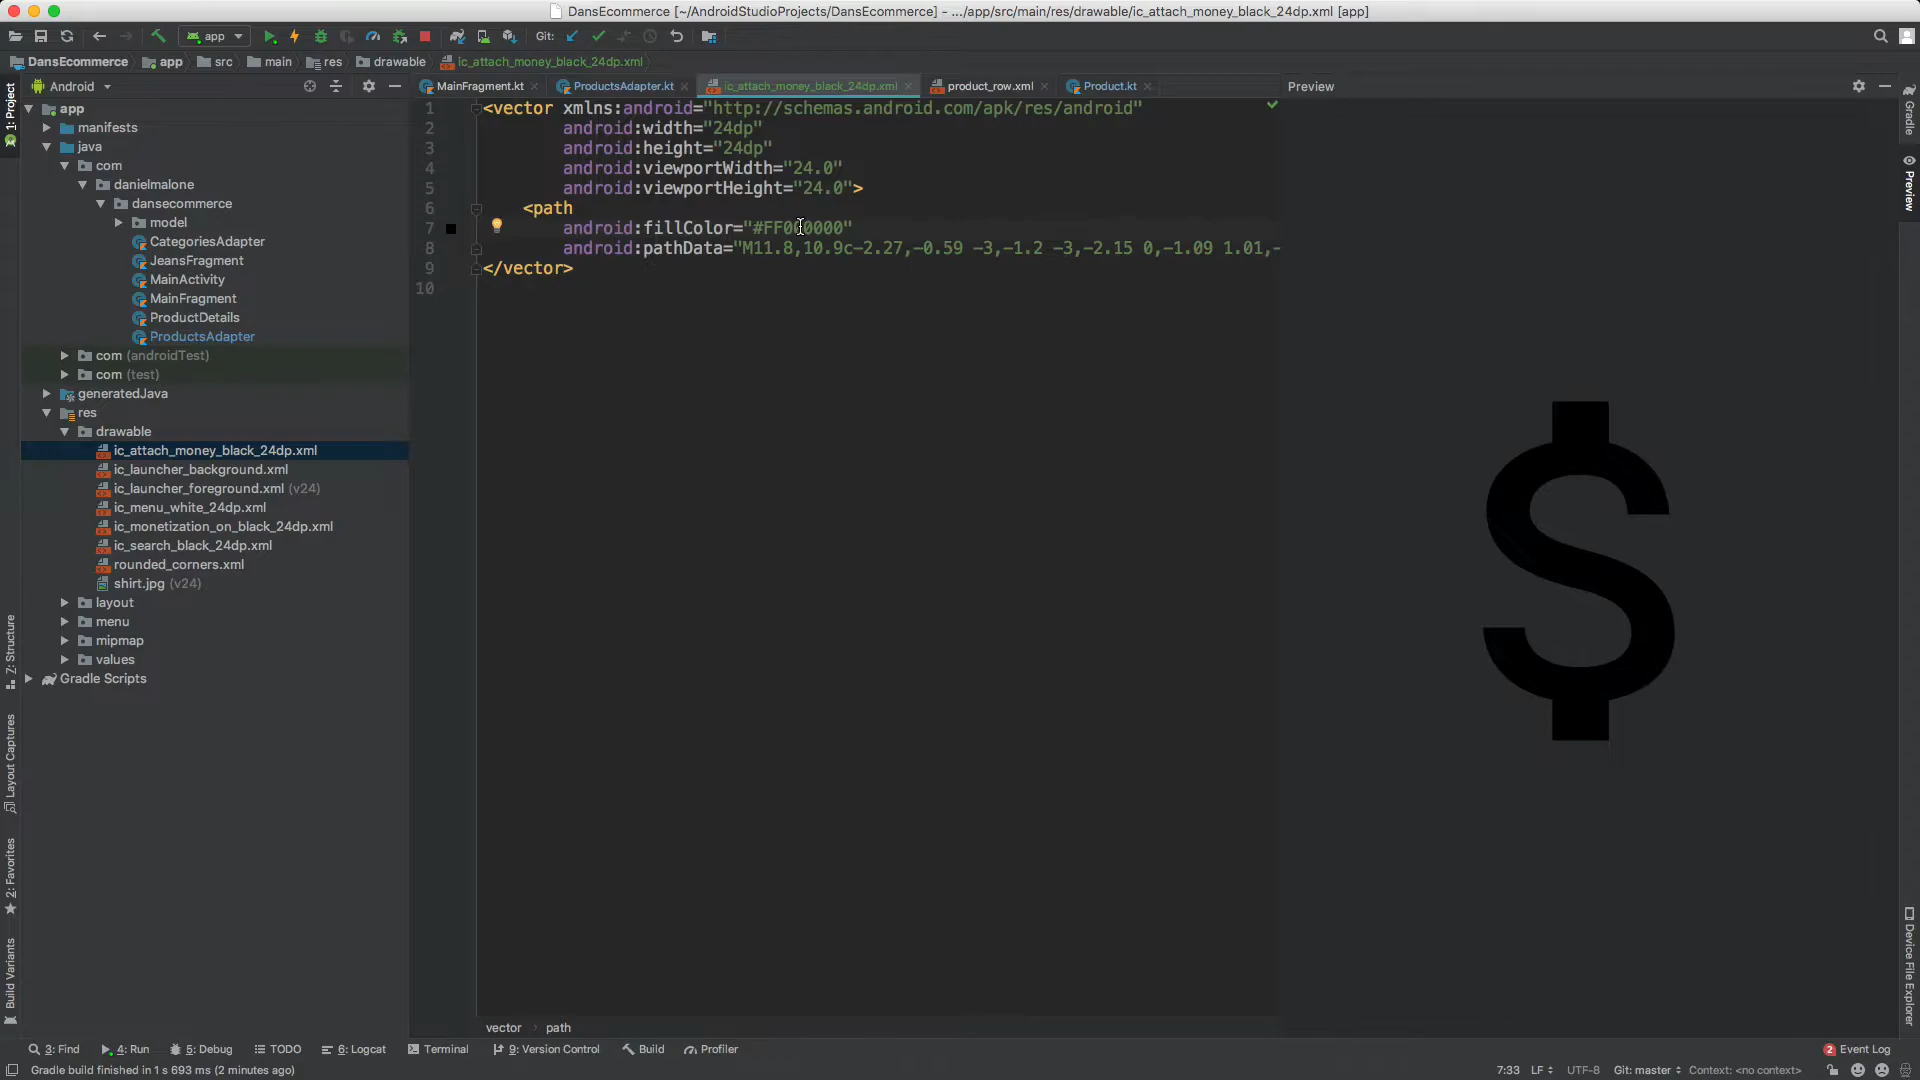 DansEcommerce [~/AndroidStudioProjects/DansEcommerce] - .../app/src/main/res/drawable/ic_attach_money_black_24dp.xml [app]
app
Git:
DansEcommerce app src main res drawable ic_attach_money_black_24dp.xml
Android
MainFragment.kt ProductsAdapter.kt ic_attach_money_black_24dp.xml product_row.xml Product.kt
Preview
1: Project
app
manifests
java
com
danielmalone
dansecommerce
model
CategoriesAdapter
JeansFragment
MainActivity
MainFragment
ProductDetails
ProductsAdapter
com (androidTest)
com (test)
generatedJava
res
drawable
ic_attach_money_black_24dp.xml
ic_launcher_background.xml
ic_launcher_foreground.xml (v24)
ic_menu_white_24dp.xml
ic_monetization_on_black_24dp.xml
ic_search_black_24dp.xml
rounded_corners.xml
shirt.jpg (v24)
layout
menu
mipmap
values
Gradle Scripts
Z: Structure
Layout Captures
2: Favorites
Build Variants
1 <vector xmlns:android="http://schemas.android.com/apk/res/android"
2 android:width="24dp"
3 android:height="24dp"
4 android:viewportWidth="24.0"
5 android:viewportHeight="24.0">
6 <path
7 android:fillColor="#FF000000"
8 android:pathData="M11.8,10.9c-2.27,-0.59 -3,-1.2 -3,-2.15 0,-1.09 1.01,-
9 </vector>
10
$
Gradle
Preview
Device File Explorer
vector path
3: Find 4: Run 5: Debug TODO 6: Logcat Terminal 9: Version Control Build Profiler 2 Event Log
Gradle build finished in 1 s 693 ms (2 minutes ago) 7:33 LF UTF-8 Git: master Context: <no context>